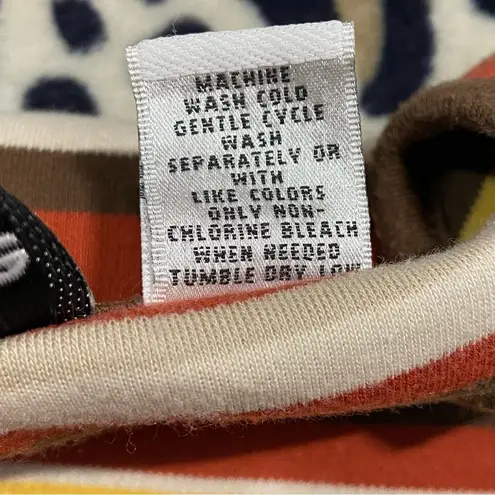 MACHINE
WASH COLD
GENTLE CYCLE
WASH
SEPARATELY OR
WITH
LIKE COLORS
ONLY NON-
CHLORINE BLEACH
WHEN NEEDED
TUMBLE DRY LOW